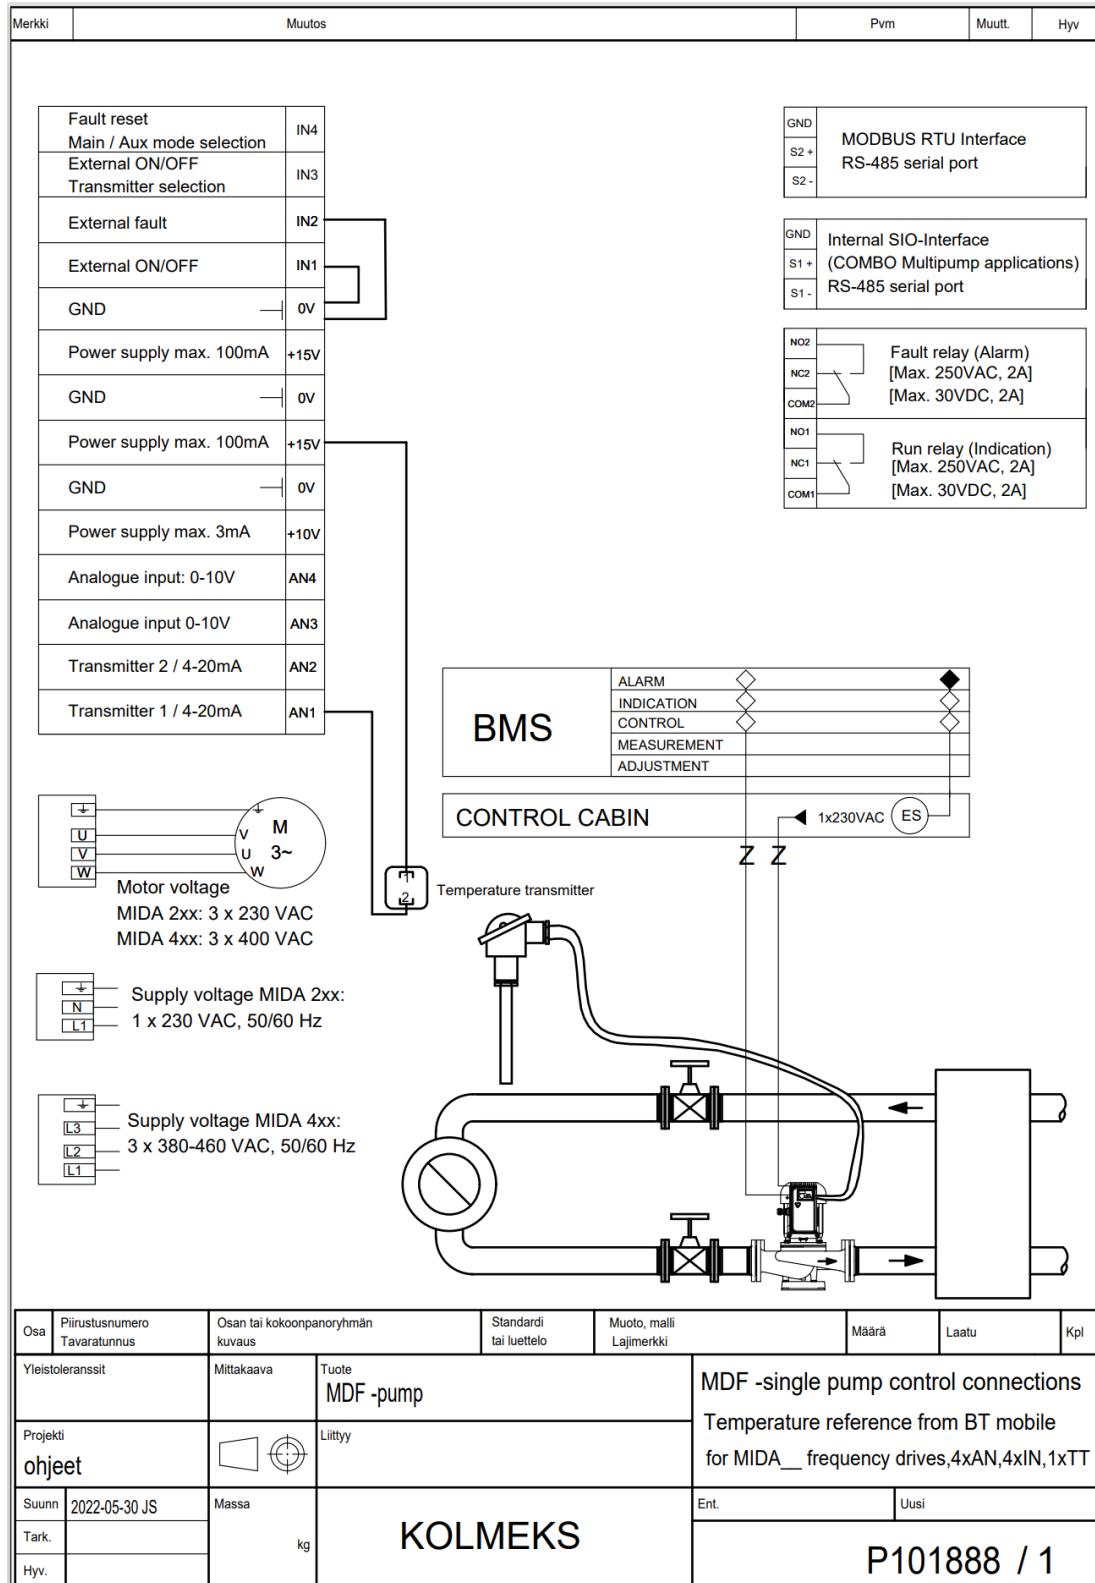 Merkki Muutos Pvm Muutt. Hyv
Fault reset
Main / Aux mode selection IN4
External ON/OFF
Transmitter selection IN3
External fault IN2
External ON/OFF IN1
GND 0V
Power supply max. 100mA +15V
GND 0V
Power supply max. 100mA +15V
GND 0V
Power supply max. 3mA +10V
Analogue input: 0-10V AN4
Analogue input 0-10V AN3
Transmitter 2 / 4-20mA AN2
Transmitter 1 / 4-20mA AN1
GND
S2 +
S2 -
MODBUS RTU Interface
RS-485 serial port
GND
S1 +
S1 -
Internal SIO-Interface
(COMBO Multipump applications)
RS-485 serial port
NO2
NC2
COM2
Fault relay (Alarm)
[Max. 250VAC, 2A]
[Max. 30VDC, 2A]
NO1
NC1
COM1
Run relay (Indication)
[Max. 250VAC, 2A]
[Max. 30VDC, 2A]
BMS
ALARM
INDICATION
CONTROL
MEASUREMENT
ADJUSTMENT
CONTROL CABIN 1x230VAC ES
Z Z
U
V
W
V
U
W
M
3~
Motor voltage
MIDA 2xx: 3 x 230 VAC
MIDA 4xx: 3 x 400 VAC
1
2
Temperature transmitter
N
L1
Supply voltage MIDA 2xx:
1 x 230 VAC, 50/60 Hz
L3
L2
L1
Supply voltage MIDA 4xx:
3 x 380-460 VAC, 50/60 Hz
Osa
Piirustusnumero
Tavaratunnus
Osan tai kokoonpanoryhmän
kuvaus
Standardi
tai luettelo
Muoto, malli
Lajimerkki
Määrä
Laatu
Kpl
Yleistoleranssit
Mittakaava
Tuote
MDF -pump
MDF -single pump control connections
Temperature reference from BT mobile
for MIDA__ frequency drives,4xAN,4xIN,1xTT
Projekti
ohjeet
Liittyy
Suunn 2022-05-30 JS
Tark.
Hyv.
Massa
kg
KOLMEKS
Ent.
Uusi
P101888 / 1